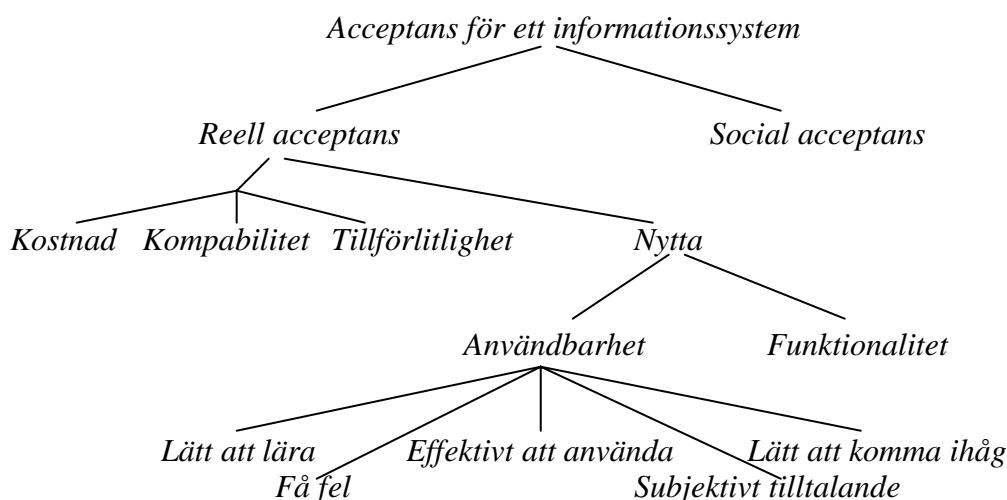 Acceptans för ett informationssystem
Reell acceptans Social acceptans
Kostnad Kompabilitet Tillförlitlighet Nytta
Användbarhet Funktionalitet
Lätt att lära Effektivt att använda Lätt att komma ihåg
Få fel Subjektivt tilltalande